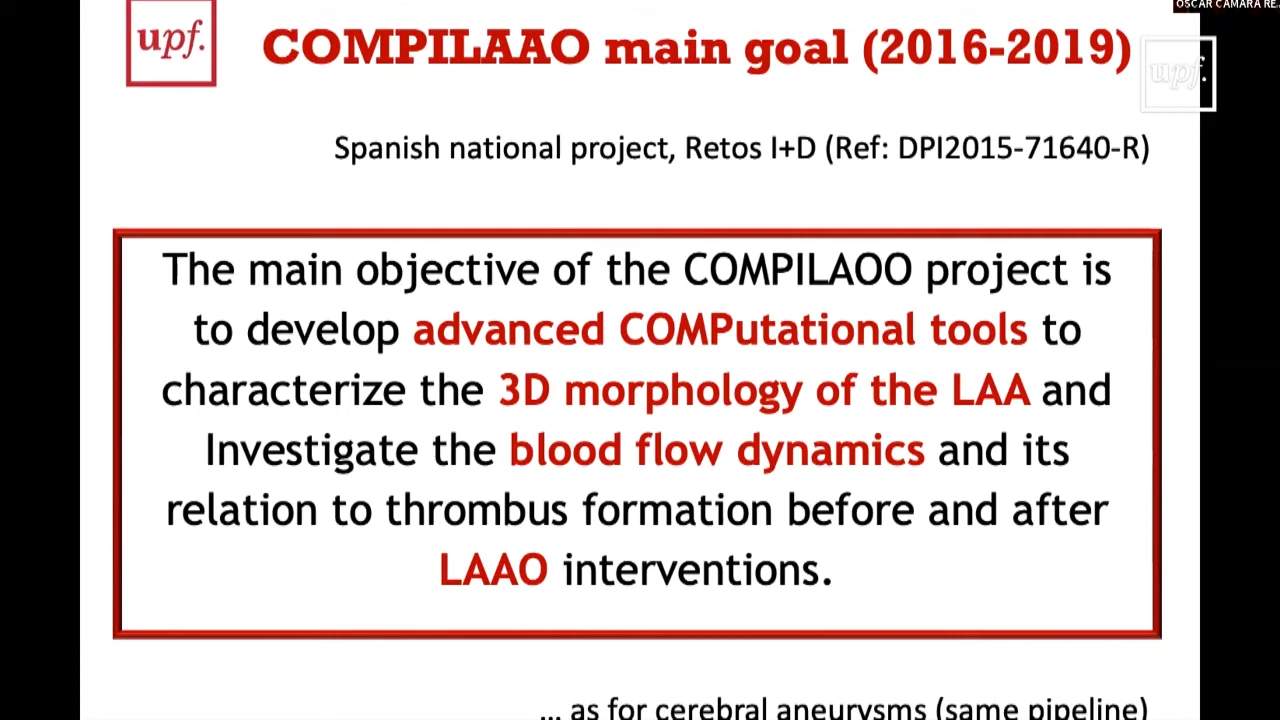 OSCAR CAMARA RE
upf.
COMPILAAO main goal (2016-2019)
upf.
Spanish national project, Retos I+D (Ref: DPI2015-71640-R)
The main objective of the COMPILAOO project is
to develop advanced COMPutational tools to
characterize the 3D morphology of the LAA and
Investigate the blood flow dynamics and its
relation to thrombus formation before and after
LAAO interventions.
... as for cerebral aneurysms (same pipeline)